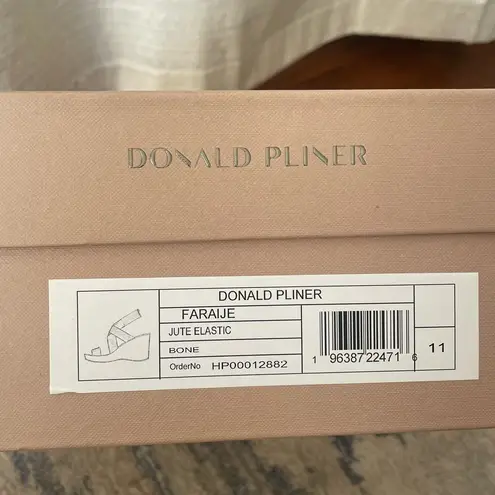 DONALD PLINER
DONALD PLINER
FARAIJE
JUTE ELASTIC
BONE
OrderNo HP00012882
1 96387 22471 6
11